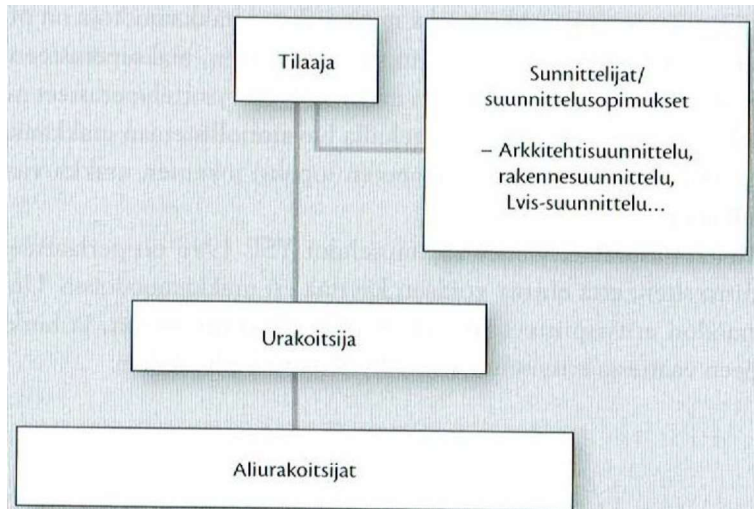 Tilaaja
Sunnittelijat/
suunnittelusopimukset
– Arkkitehtisuunnittelu,
rakennesuunnittelu,
Lvis-suunnittelu...
Urakoitsija
Aliurakoitsijat